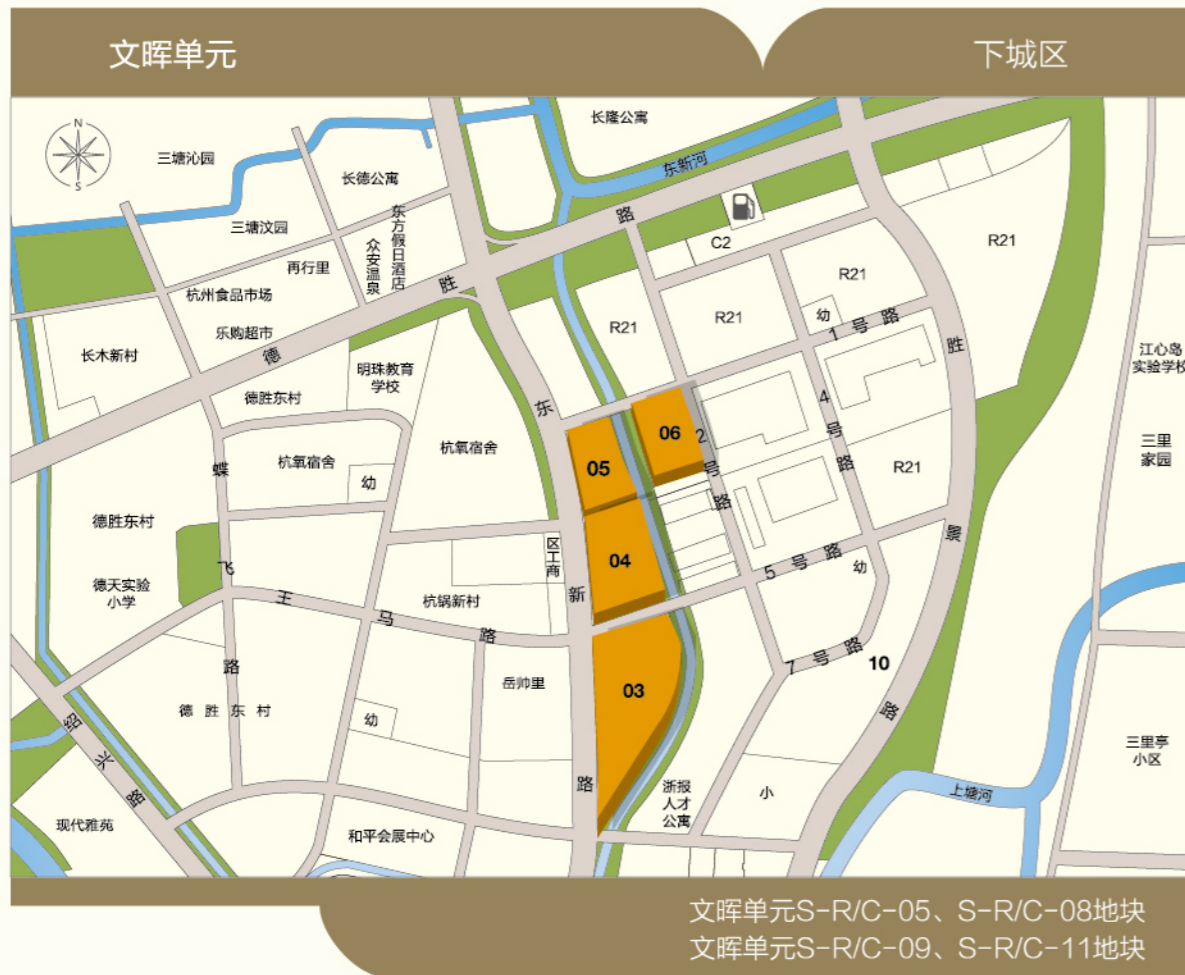 文晖单元
下城区
N
S
长隆公寓
三塘沁园
东新河
长德公寓
三塘汶园
东方假日酒店
众安温泉
再行里
杭州食品市场
乐购超市
长木新村
德胜路
C2
R21
R21
R21
R21
幼
1号路
明珠教育
学校
德胜东村
杭氧宿舍
杭氧宿舍
幼
东新路
05
06
04
03
2号路
4号路
R21
胜景路
江心岛
实验学校
三里
家园
德胜东村
德天实验
小学
蝶飞路
王马路
区工商
杭锅新村
5号路
幼
7号路
10
岳帅里
德胜东村
幼
绍兴路
现代雅苑
和平会展中心
浙报
人才
公寓
小
上塘河
三里亭
小区
文晖单元S-R/C-05、S-R/C-08地块
文晖单元S-R/C-09、S-R/C-11地块